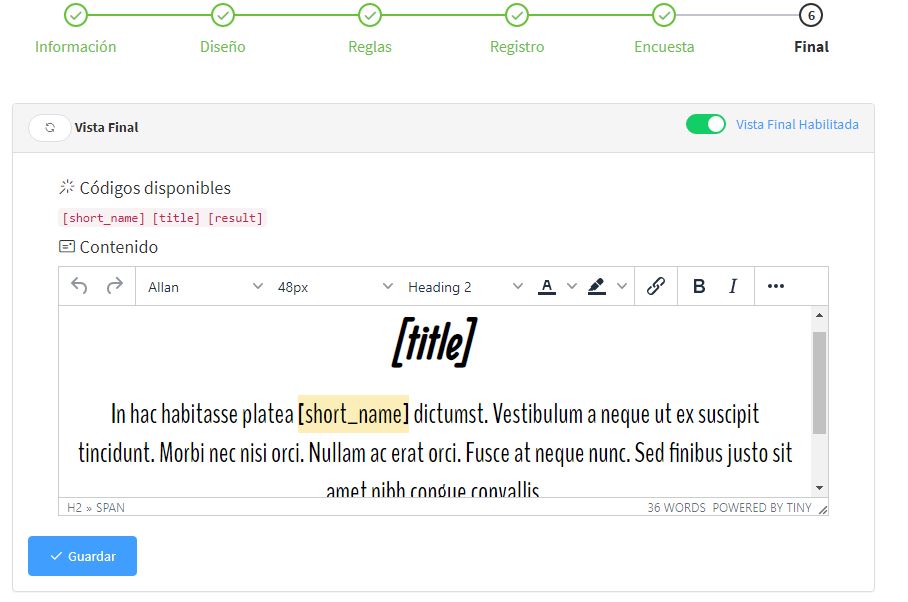 6
Información Diseño Reglas Registro Encuesta Final
Vista Final Vista Final Habilitada
Códigos disponibles
[short_name] [title] [result]
Contenido
Allan 48px Heading 2 A B I
[title]
In hac habitasse platea [short_name] dictumst. Vestibulum a neque ut ex suscipit
tincidunt. Morbi nec nisi orci. Nullam ac erat orci. Fusce at neque nunc. Sed finibus justo sit
amet nibh congue convallis.
H2 » SPAN 36 WORDS POWERED BY TINY
Guardar